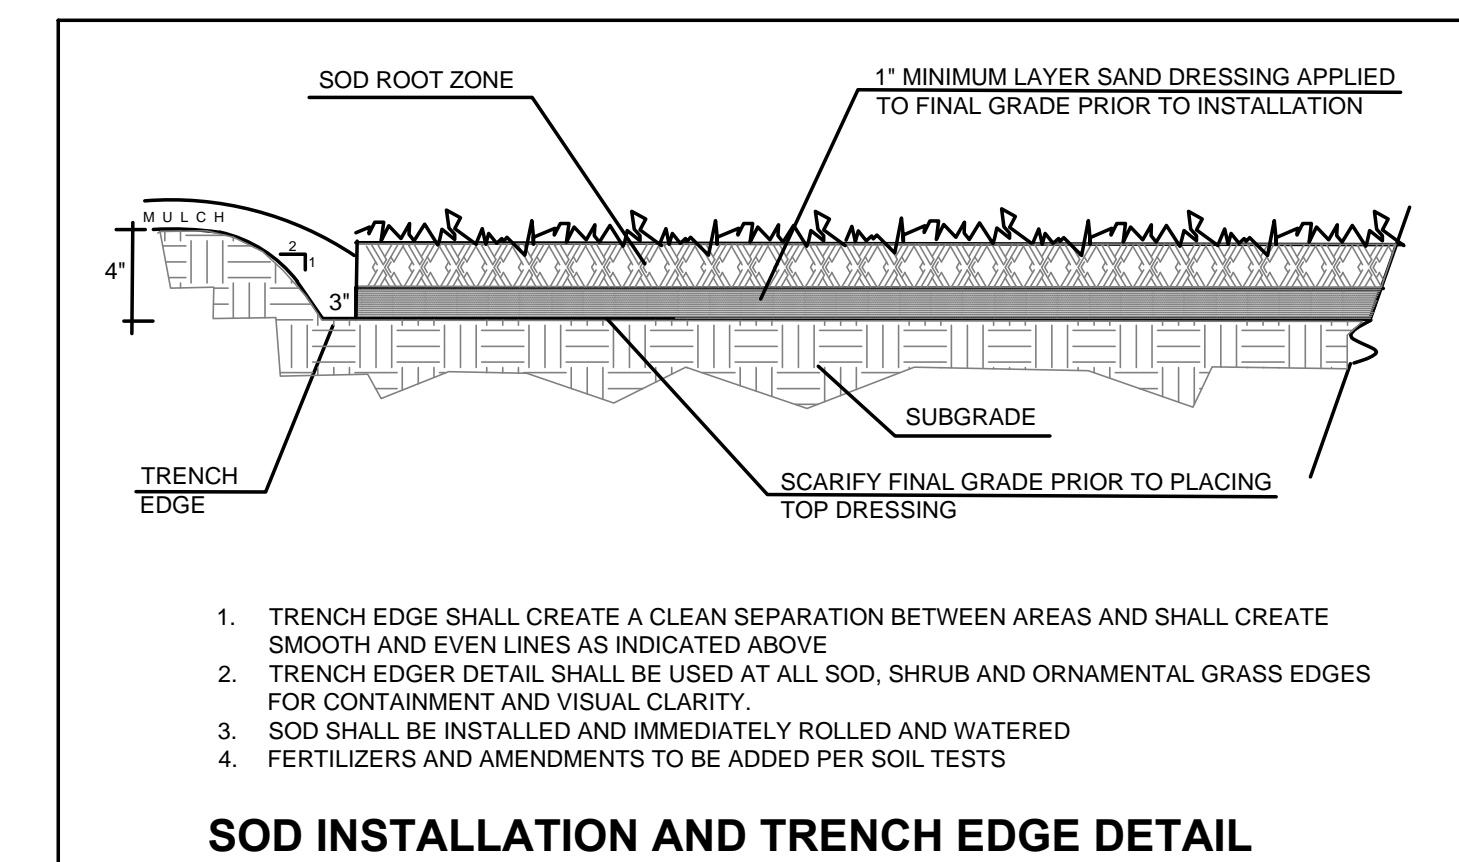 SOD ROOT ZONE
1" MINIMUM LAYER SAND DRESSING APPLIED
TO FINAL GRADE PRIOR TO INSTALLATION
MULCH
2
1
4"
3"
SUBGRADE
TRENCH
EDGE
SCARIFY FINAL GRADE PRIOR TO PLACING
TOP DRESSING
1. TRENCH EDGE SHALL CREATE A CLEAN SEPARATION BETWEEN AREAS AND SHALL CREATE
SMOOTH AND EVEN LINES AS INDICATED ABOVE
2. TRENCH EDGER DETAIL SHALL BE USED AT ALL SOD, SHRUB AND ORNAMENTAL GRASS EDGES
FOR CONTAINMENT AND VISUAL CLARITY.
3. SOD SHALL BE INSTALLED AND IMMEDIATELY ROLLED AND WATERED
4. FERTILIZERS AND AMENDMENTS TO BE ADDED PER SOIL TESTS
SOD INSTALLATION AND TRENCH EDGE DETAIL